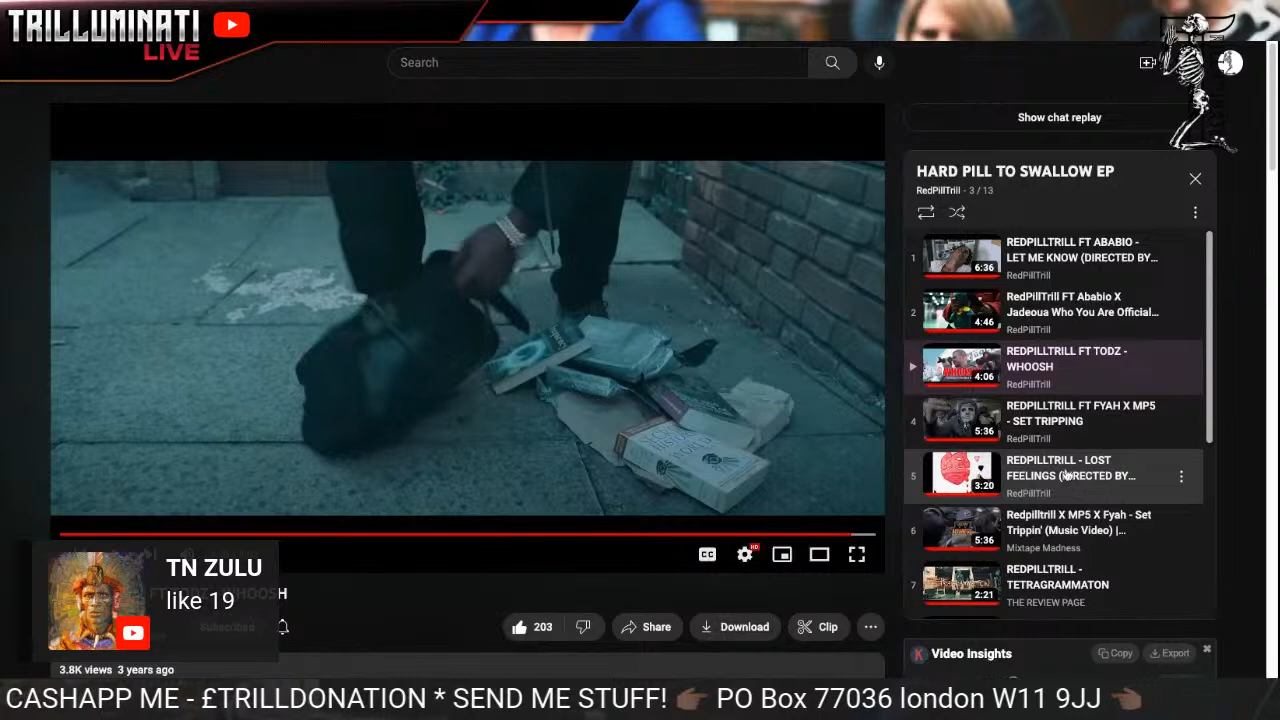 TRILLUMINATI
LIVE
Search
Show chat replay
HARD PILL TO SWALLOW EP
RedPillTrill - 3 / 13
1
REDPILLTRILL FT ABABIO -
LET ME KNOW (DIRECTED BY...
RedPillTrill
6:36
2
RedPillTrill FT Ababio X
Jadeoua Who You Are Official...
RedPillTrill
4:46
REDPILLTRILL FT TODZ -
WHOOSH
RedPillTrill
4:06
4
REDPILLTRILL FT FYAH X MP5
- SET TRIPPING
RedPillTrill
5:36
5
REDPILLTRILL - LOST
FEELINGS (DIRECTED BY...
RedPillTrill
3:20
6
Redpilltrill X MP5 X Fyah - Set
Trippin' (Music Video) |...
Mixtape Madness
5:36
7
REDPILLTRILL -
TETRAGRAMMATON
THE REVIEW PAGE
2:21
CC
HD
TN ZULU
like 19
Subscribed
203
Share
Download
Clip
3.8K views 3 years ago
K Video Insights
Copy
Export
CASHAPP ME - £TRILLDONATION * SEND ME STUFF! 👉🏾 PO Box 77036 london W11 9JJ 👈🏾